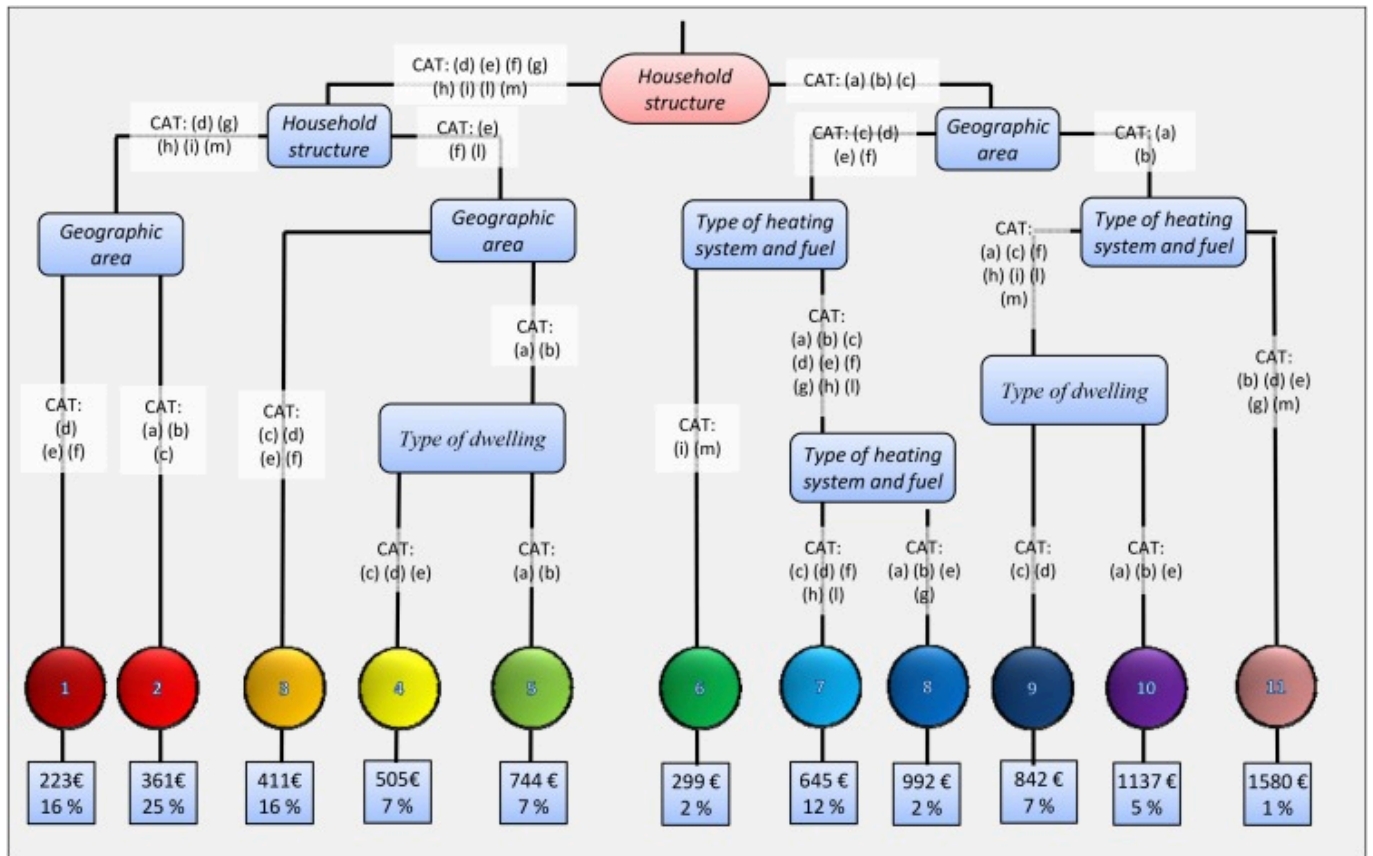 Household
structure
CAT: (d) (e) (f) (g)
(h) (i) (l) (m)
CAT: (a) (b) (c)
Household
structure
CAT: (d) (g)
(h) (i) (m)
CAT: (e)
(f) (l)
Geographic
area
CAT: (c) (d)
(e) (f)
CAT: (a)
(b)
Geographic
area
Geographic
area
Type of heating
system and fuel
Type of heating
system and fuel
CAT:
(a) (c) (f)
(h) (i) (l)
(m)
CAT:
(a) (b)
CAT:
(a) (b) (c)
(d) (e) (f)
(g) (h) (l)
CAT:
(b) (d) (e)
(g) (m)
Type of dwelling
CAT:
(d)
(e) (f)
CAT:
(a) (b)
(c)
CAT:
(c) (d)
(e) (f)
Type of dwelling
CAT:
(i) (m)
Type of heating
system and fuel
CAT:
(c) (d) (e)
CAT:
(a) (b)
CAT:
(c) (d) (f)
(h) (l)
CAT:
(a) (b) (e)
(g)
CAT:
(c) (d)
CAT:
(a) (b) (e)
1
2
3
4
5
6
7
8
9
10
11
223€
16 %
361€
25 %
411€
16 %
505€
7 %
744 €
7 %
299 €
2 %
645 €
12 %
992 €
2 %
842 €
7 %
1137 €
5 %
1580 €
1 %